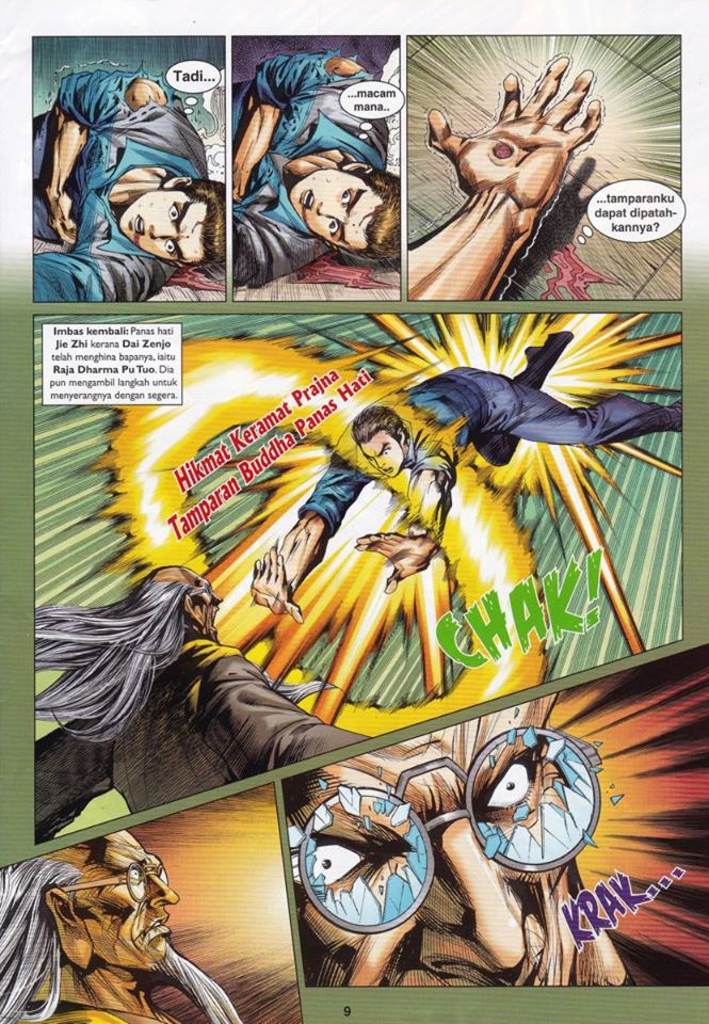 Tadi...
...macam
mana..
...tamparanku
dapat dipatah-
kannya?
Imbas kembali: Panas hati
Jie Zhi kerana Dai Zenjo
telah menghina bapanya, iaitu
Raja Dharma Pu Tuo. Dia
pun mengambil langkah untuk
menyerangnya dengan segera.
Hikmat Keramat Prajna
Tamparan Buddha Panas Hati
CHAK!
KRAK...
9